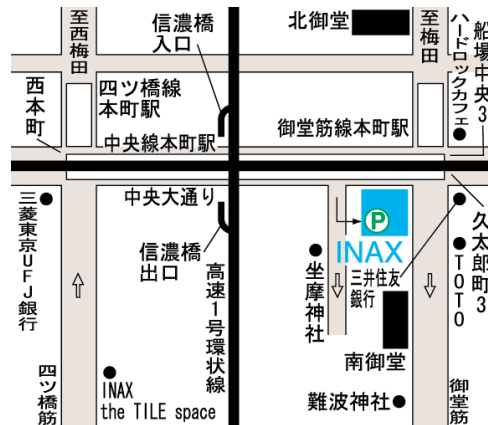 至西梅田
信濃橋
入口
北御堂
至梅田
ハードロックカフェ
船場中央3
西本町
四ツ橋線
本町駅
中央線本町駅
御堂筋線本町駅
三菱東京UFJ銀行
中央大通り
信濃橋
出口
高速1号環状線
P
INAX
坐摩神社
三井住友
銀行
久太郎町3
TOTO
南御堂
四ツ橋筋
INAX
the TILE space
難波神社
御堂筋